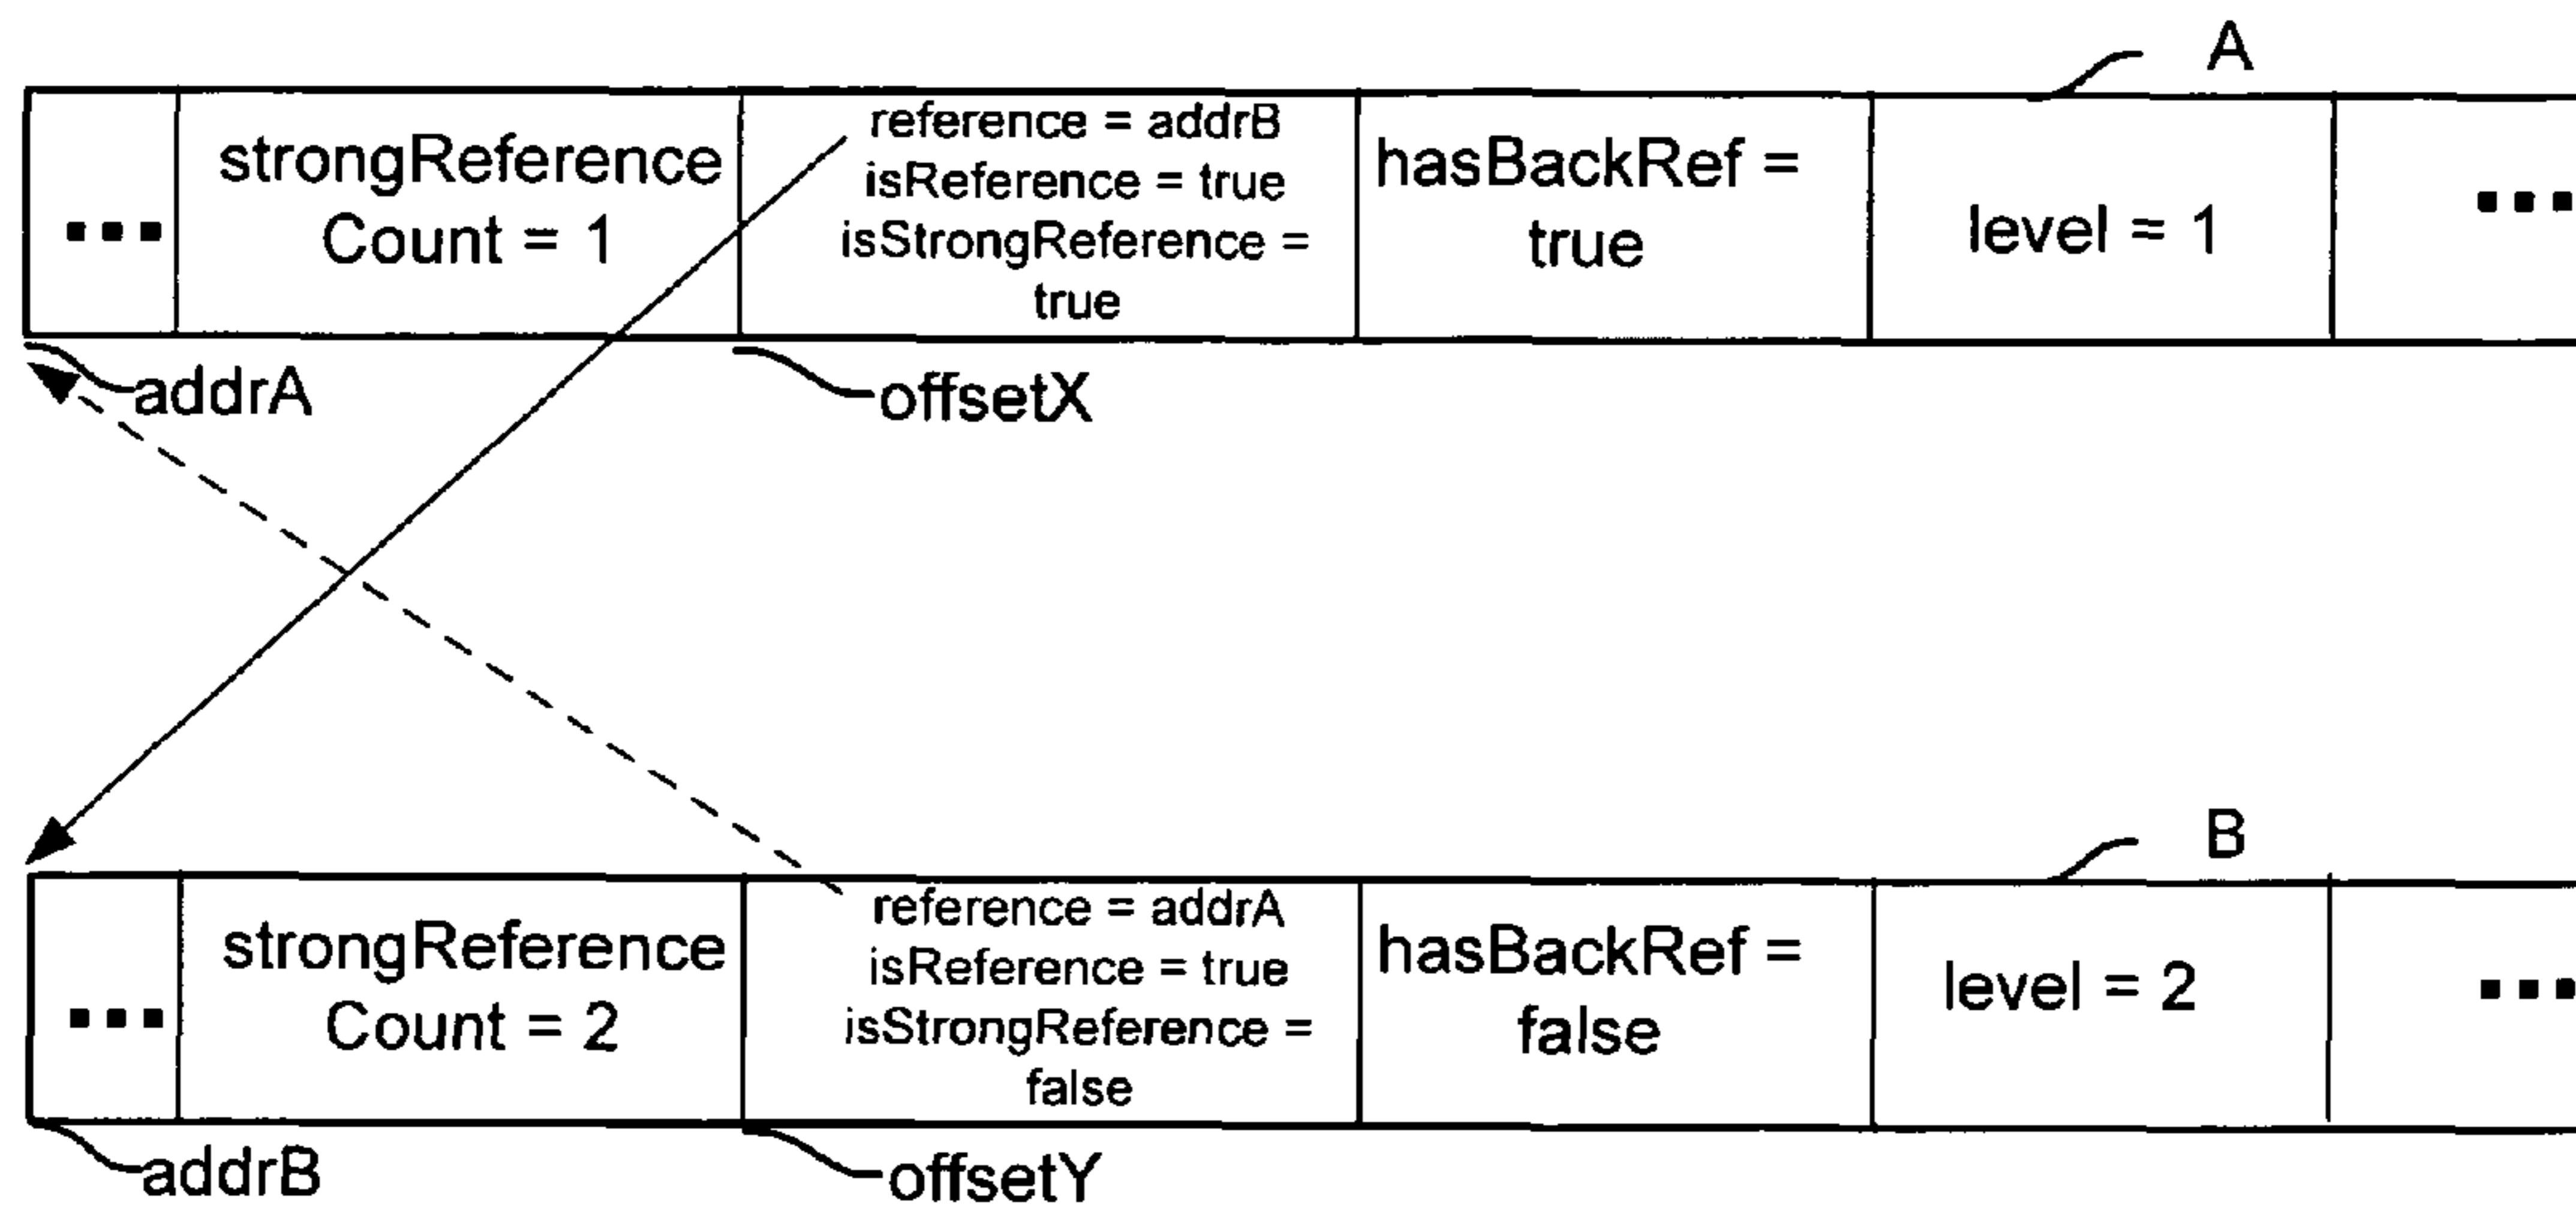 A
strongReference
Count = 1
reference = addrB
isReference = true
isStrongReference =
true
hasBackRef =
true
level = 1
...
...
addrA
offsetX
B
...
strongReference
Count = 2
reference = addrA
isReference = true
isStrongReference =
false
hasBackRef =
false
level = 2
...
addrB
offsetY